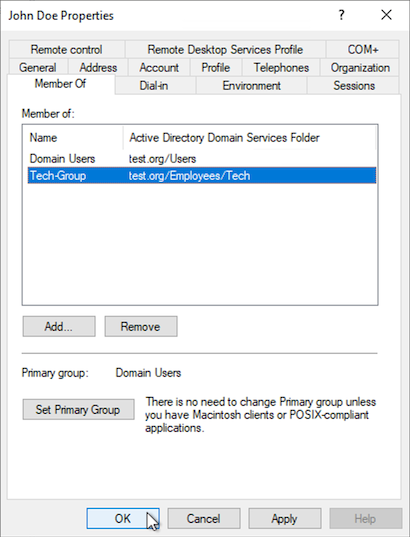 John Doe Properties ? ×
Remote control Remote Desktop Services Profile COM+
General Address Account Profile Telephones Organization
Member Of Dial-in Environment Sessions
Member of:
Name Active Directory Domain Services Folder
Domain Users test.org/Users
Tech-Group test.org/Employees/Tech
Add... Remove
Primary group: Domain Users
Set Primary Group
There is no need to change Primary group unless
you have Macintosh clients or POSIX-compliant
applications.
OK Cancel Apply Help